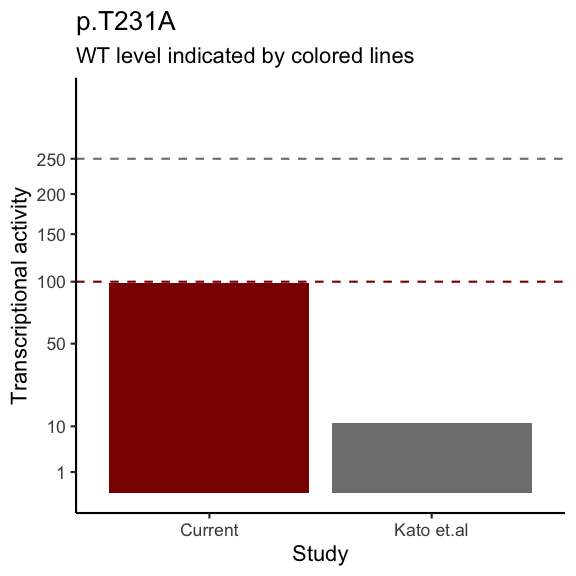 p.T231A
WT level indicated by colored lines
Transcriptional activity
250
200
150
100
50
10
1
Current
Kato et.al
Study